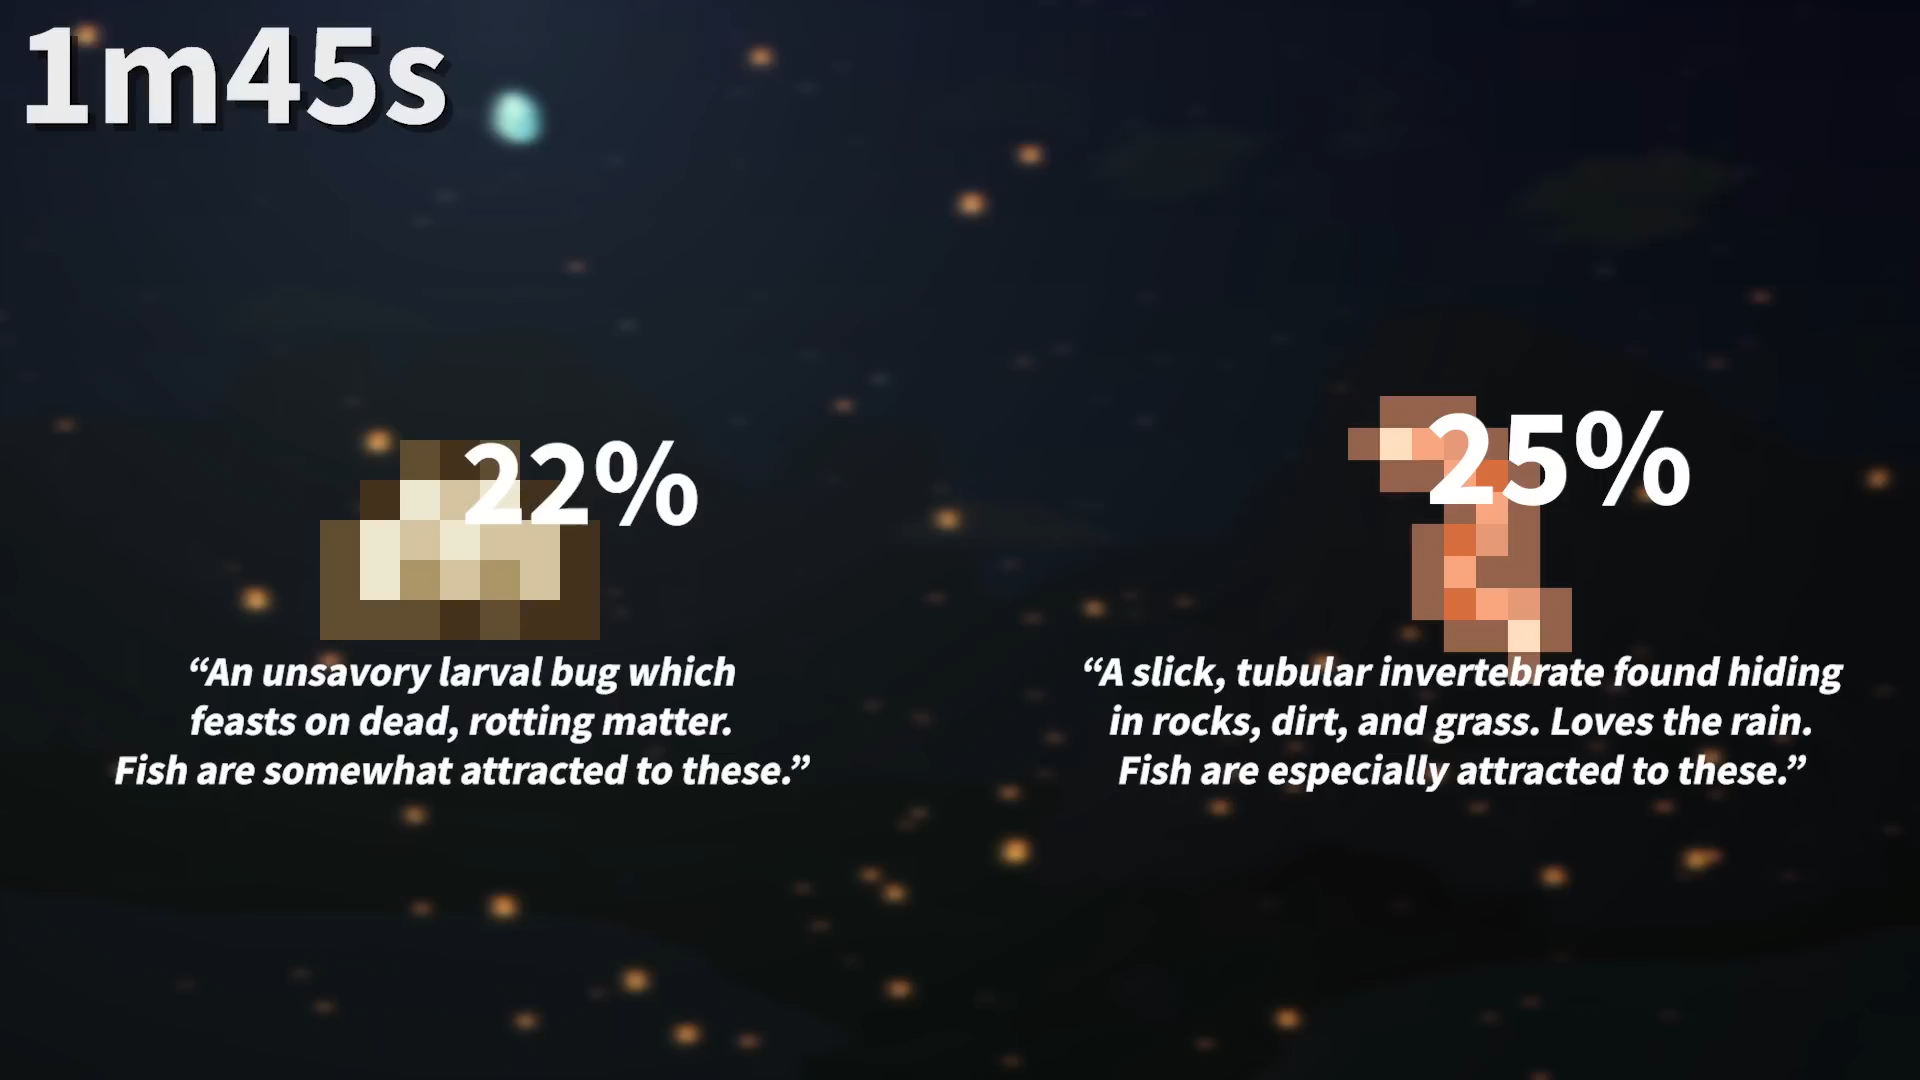 1m45s
22%
“An unsavory larval bug which
feasts on dead, rotting matter.
Fish are somewhat attracted to these.”
25%
“A slick, tubular invertebrate found hiding
in rocks, dirt, and grass. Loves the rain.
Fish are especially attracted to these.”